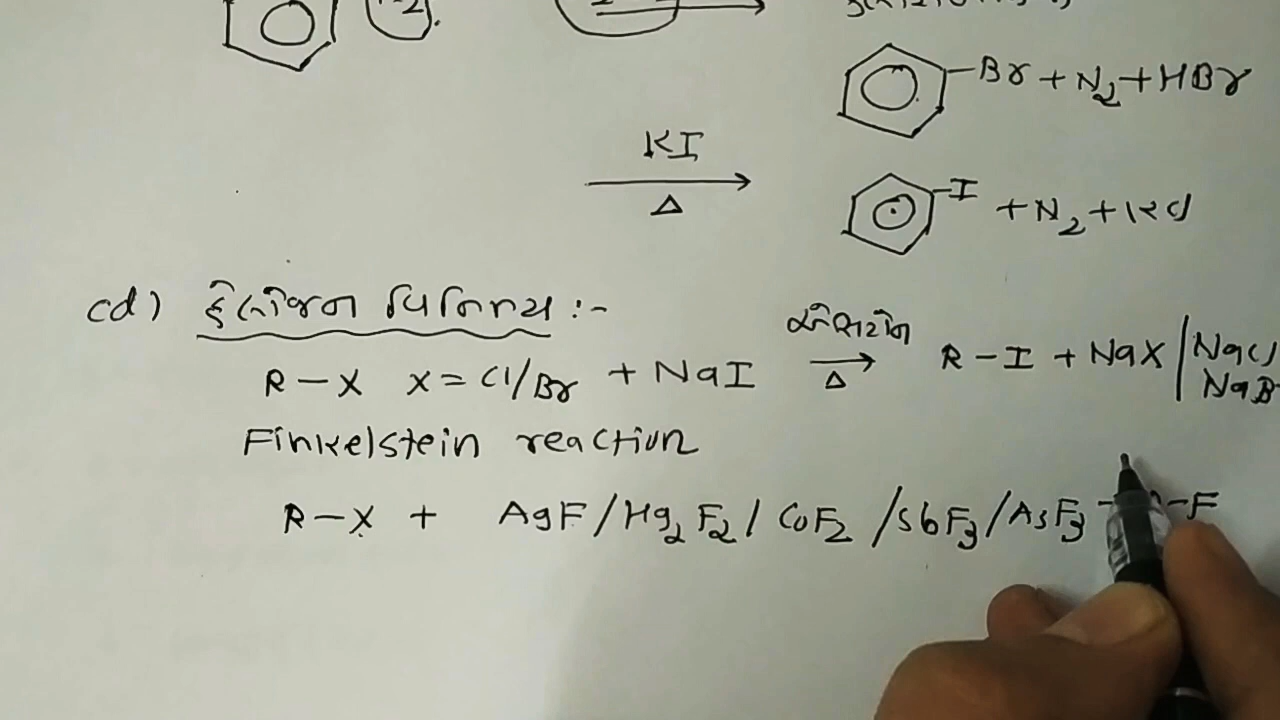 -Br + N2 + HBr
KI
Δ
-I + N2 + KCl
(d) હેલોજન વિનિમય :-
R-X X=Cl/Br + NaI એસિટોન Δ R-I + NaX | NaCl
NaBr
Finkelstein reaction
R-X + AgF/Hg2F2/CoF2/SbF3/AsF3 -F